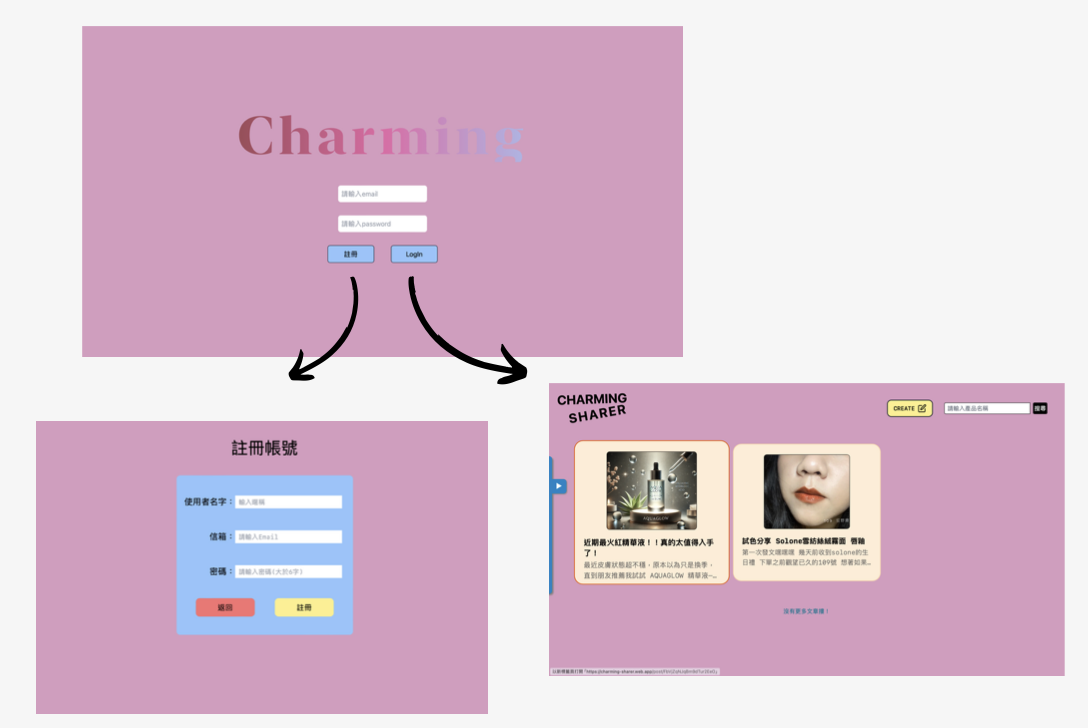 Charming
請輸入email
請輸入password
註冊
LogIn
註冊帳號
使用者名字：
輸入暱稱
信箱：
請輸入Email
密碼：
請輸入密碼(大於6字)
返回
註冊
CHARMING
SHARER
CREATE
請輸入產品名稱
搜尋
AQUAGLOW
近期最火紅精華液！！真的太值得入手
了！
最近皮膚狀態超不穩，原本以為只是換季，
直到朋友推薦我試試 AQUAGLOW 精華液—…
試色分享 Solone雪紡絲絨霧面 唇釉
第一次發文嘿嘿嘿 幾天前收到solone的生
日禮 下單之前觀望已久的109號 想著如果…
沒有更多文章摟！